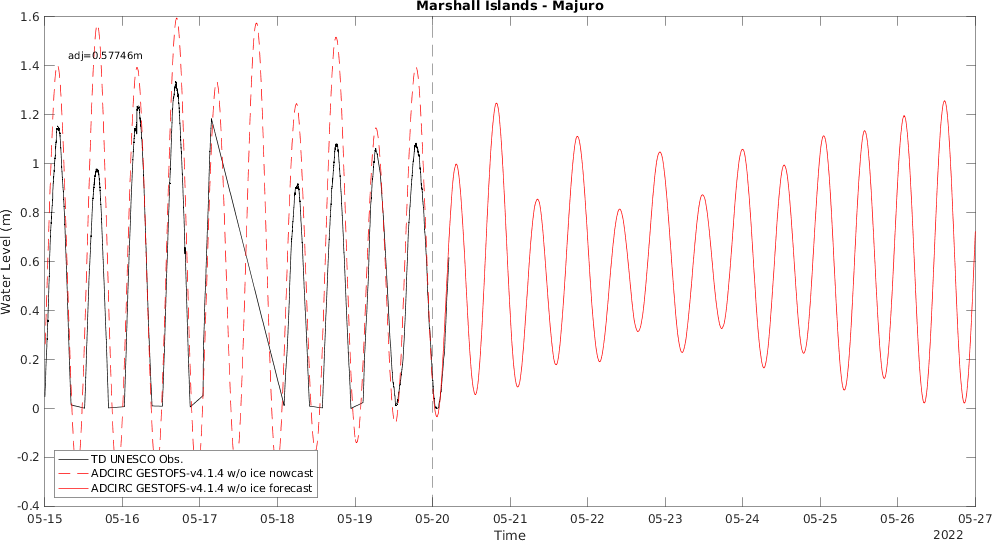 Marshall Islands - Majuro
adj=0.57746m
Water Level (m)
1.6
1.4
1.2
1
0.8
0.6
0.4
0.2
0
-0.2
-0.4
TD UNESCO Obs.
ADCIRC GESTOFS-v4.1.4 w/o ice nowcast
ADCIRC GESTOFS-v4.1.4 w/o ice forecast
05-15 05-16 05-17 05-18 05-19 05-20 05-21 05-22 05-23 05-24 05-25 05-26 05-27
Time
2022